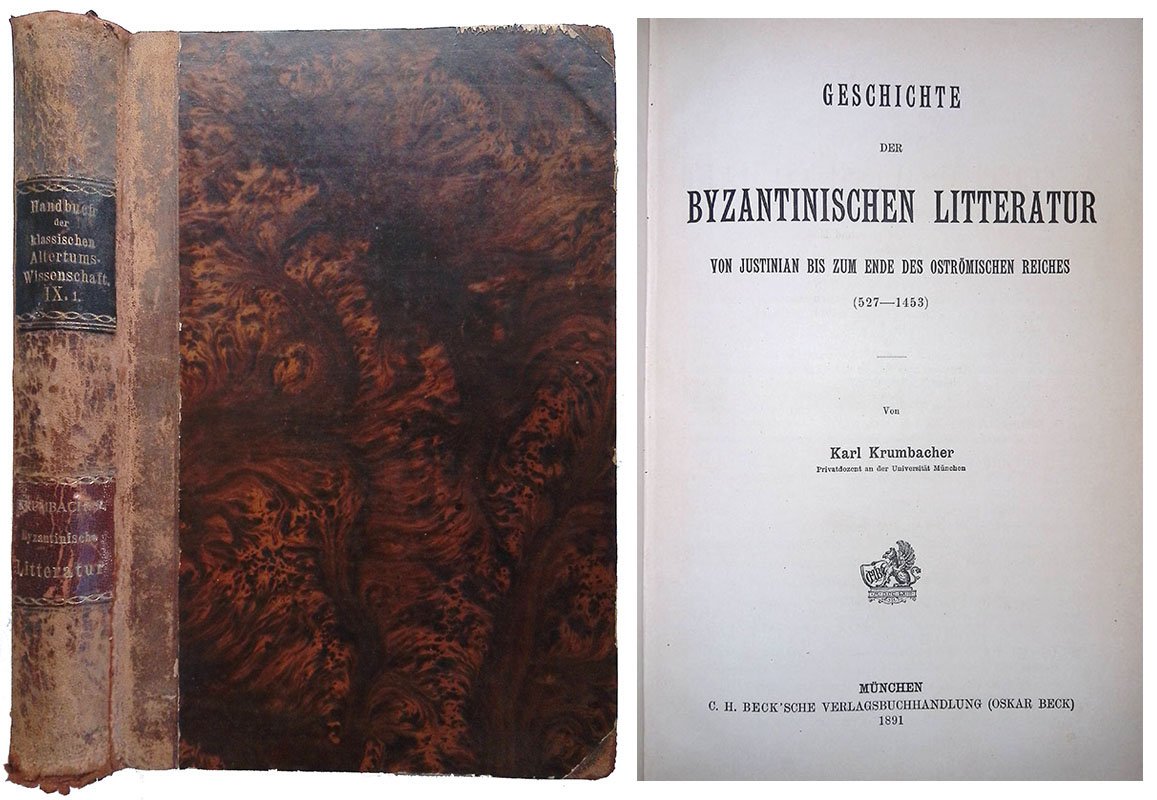 Handbuch
der
klassischen
Altertums-
Wissenschaft.
IX. 1.
KRUMBACHER
Byzantinische
Litteratur
GESCHICHTE
DER
BYZANTINISCHEN LITTERATUR
VON JUSTINIAN BIS ZUM ENDE DES OSTRÖMISCHEN REICHES
(527—1453)
Von
Karl Krumbacher
Privatdozent an der Universität München
MÜNCHEN
C. H. BECK'SCHE VERLAGSBUCHHANDLUNG (OSKAR BECK)
1891